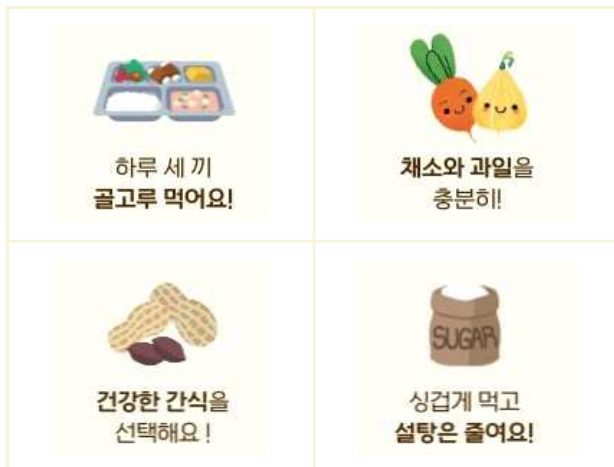 하루 세 끼
골고루 먹어요!
채소와 과일을
충분히!
건강한 간식을
선택해요 !
SUGAR
싱겁게 먹고
설탕은 줄여요!